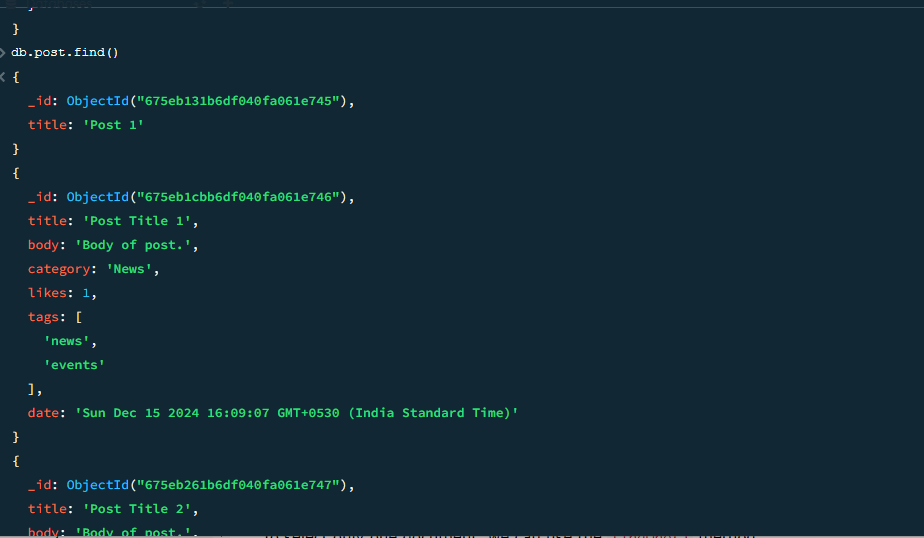 }
db.post.find()
{
_id: ObjectId("675eb131b6df040fa061e745"),
title: 'Post 1'
}
{
_id: ObjectId("675eb1cbb6df040fa061e746"),
title: 'Post Title 1',
body: 'Body of post.',
category: 'News',
likes: 1,
tags: [
'news',
'events'
],
date: 'Sun Dec 15 2024 16:09:07 GMT+0530 (India Standard Time)'
}
{
_id: ObjectId("675eb261b6df040fa061e747"),
title: 'Post Title 2',
body: 'Body of post.',